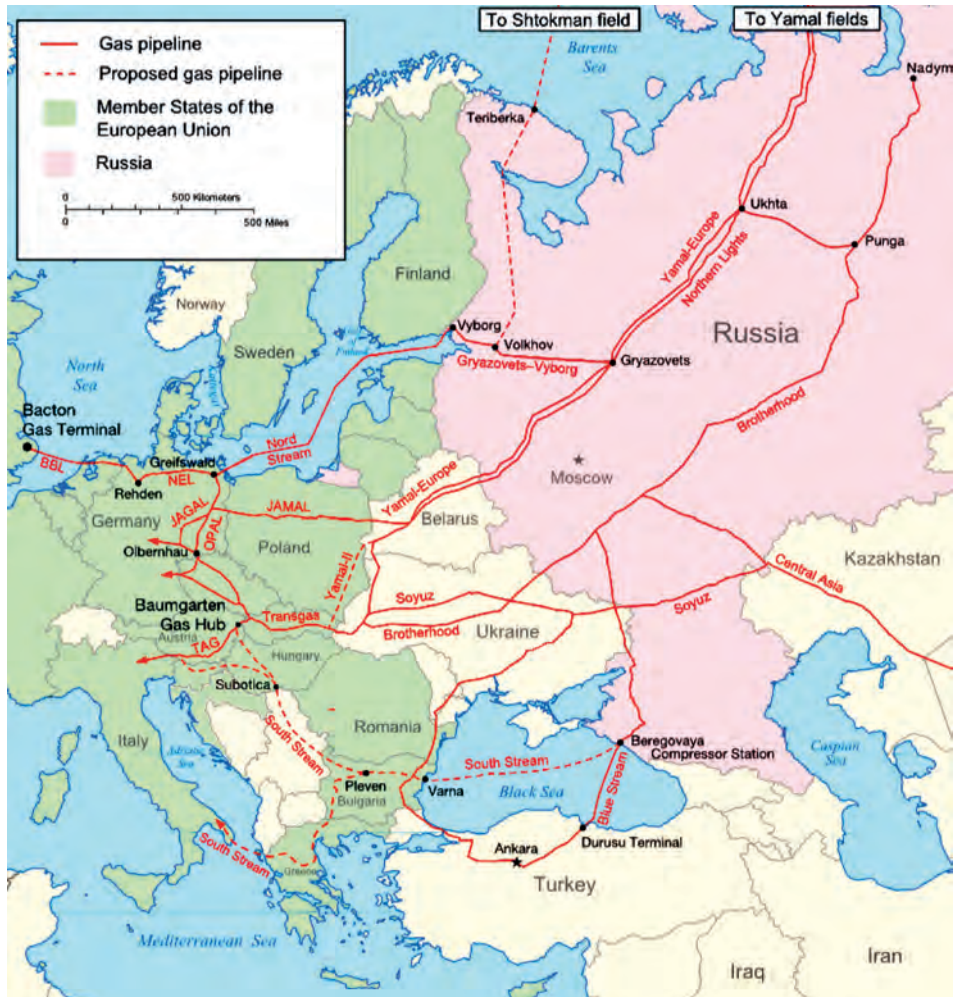 To Shtokman field
To Yamal fields
Gas pipeline
Proposed gas pipeline
Member States of the
European Union
Russia
0 500 Kilometers
0 500 Miles
Barents
Sea
Nadym
Teriberka
Ukhta
Punga
Yamal-Europe
Northern Lights
Finland
Norway
Sweden
Russia
Vyborg
Volkhov
Gryazovets
Gryazovets–Vyborg
Gulf
of
Finland
North
Sea
Bacton
Gas Terminal
BBL
Nord
Stream
Greifswald
NEL
Rehden
Brotherhood
Moscow
Yamal-Europe
Belarus
JAMAL
JAGAL
OPAL
Germany
Poland
Olbernhau
Yamal-II
Kazakhstan
Central Asia
Soyuz
Soyuz
Baumgarten
Gas Hub
Transgas
Brotherhood
Ukraine
Austria
TAG
Hungary
Subotica
Romania
Italy
Adriatic
Sea
South Stream
Beregovaya
Compressor Station
Caspian
Sea
South Stream
Pleven
Varna
Black Sea
Blue Stream
Bulgaria
South Stream
Greece
Ankara
Durusu Terminal
Turkey
Mediterranean Sea
Iraq
Iran